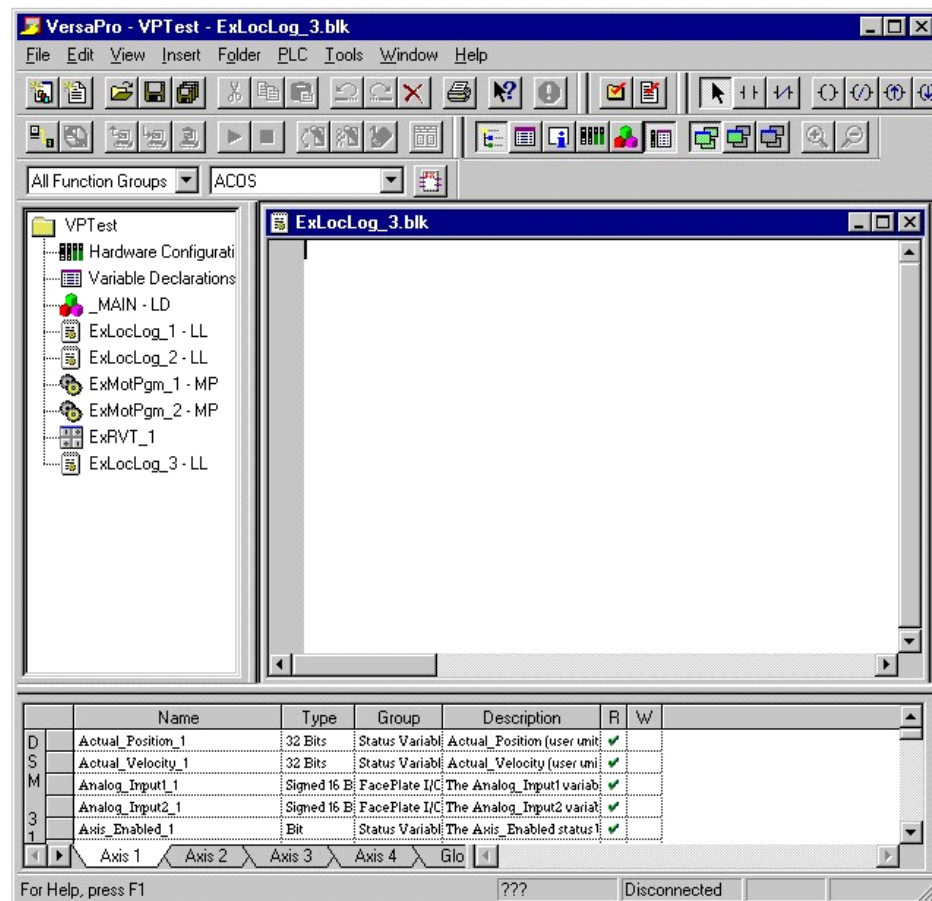 VersaPro - VPTest - ExLocLog_3.blk
File Edit View Insert Folder PLC Tools Window Help
All Function Groups ACOS
VPTest
Hardware Configurati
Variable Declarations
_MAIN - LD
ExLocLog_1 - LL
ExLocLog_2 - LL
ExMotPgm_1 - MP
ExMotPgm_2 - MP
ExRVT_1
ExLocLog_3 - LL
ExLocLog_3.blk
Name Type Group Description R W
DSM 31
Actual_Position_1 32 Bits Status Variabl Actual_Position (user unit
Actual_Velocity_1 32 Bits Status Variabl Actual_Velocity (user uni
Analog_Input1_1 Signed 16 B FacePlate I/C The Analog_Input1 variab
Analog_Input2_1 Signed 16 B FacePlate I/C The Analog_Input2 variat
Axis_Enabled_1 Bit Status Variabl The Axis_Enabled status
Axis 1 Axis 2 Axis 3 Axis 4 Glo
For Help, press F1 ??? Disconnected